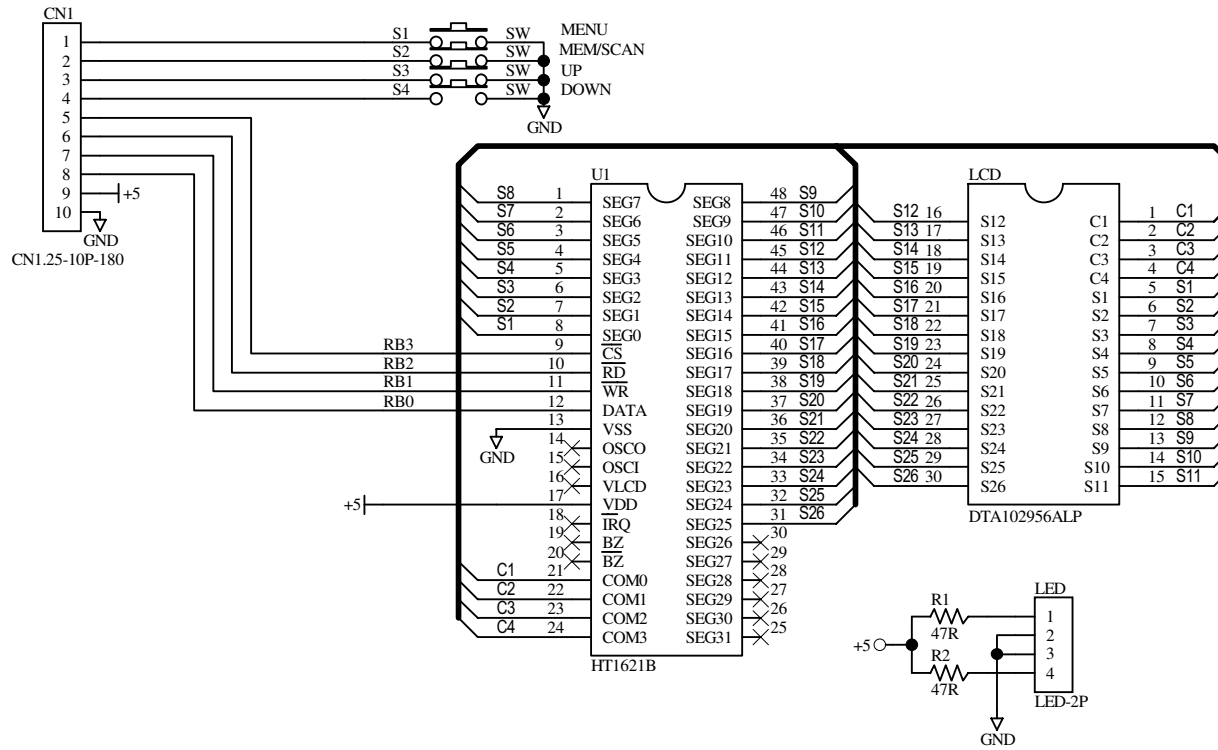 CN1
1
2
3
4
5
6
7
8
9
10
+5
GND
CN1.25-10P-180
S1 SW MENU
S2 SW MEM/SCAN
S3 SW UP
S4 SW DOWN
GND
RB3
RB2
RB1
RB0
U1
S8 1 SEG7 SEG8 48 S9
S7 2 SEG6 SEG9 47 S10
S6 3 SEG5 SEG10 46 S11
S5 4 SEG4 SEG11 45 S12
S4 5 SEG3 SEG12 44 S13
S3 6 SEG2 SEG13 43 S14
S2 7 SEG1 SEG14 42 S15
S1 8 SEG0 SEG15 41 S16
9 CS SEG16 40 S17
10 RD SEG17 39 S18
11 WR SEG18 38 S19
12 DATA SEG19 37 S20
13 VSS SEG20 36 S21
GND
14 OSCO SEG21 35 S22
15 OSCI SEG22 34 S23
16 VLCD SEG23 33 S24
+5 17 VDD SEG24 32 S25
18 IRQ SEG25 31 S26
19 BZ SEG26 30
20 BZ SEG27 29
C1 21 COM0 SEG28 28
C2 22 COM1 SEG29 27
C3 23 COM2 SEG30 26
C4 24 COM3 SEG31 25
HT1621B
LCD
S12 16 S12 C1 1 C1
S13 17 S13 C2 2 C2
S14 18 S14 C3 3 C3
S15 19 S15 C4 4 C4
S16 20 S16 S1 5 S1
S17 21 S17 S2 6 S2
S18 22 S18 S3 7 S3
S19 23 S19 S4 8 S4
S20 24 S20 S5 9 S5
S21 25 S21 S6 10 S6
S22 26 S22 S7 11 S7
S23 27 S23 S8 12 S8
S24 28 S24 S9 13 S9
S25 29 S25 S10 14 S10
S26 30 S26 S11 15 S11
DTA102956ALP
+5
R1
47R
R2
47R
LED
1
2
3
4
LED-2P
GND